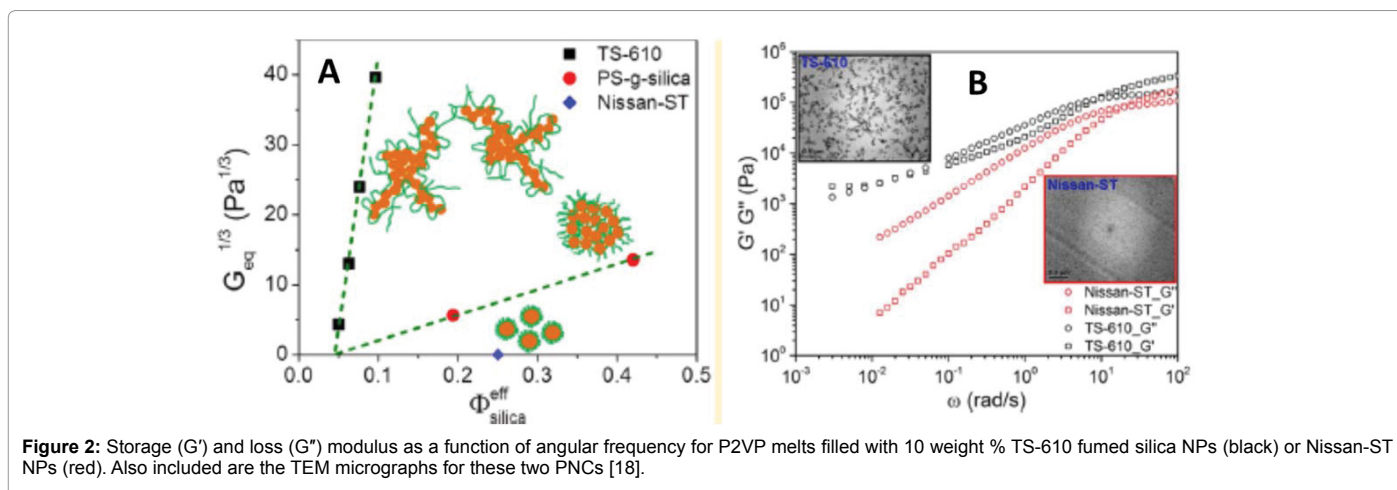 A
TS-610
PS-g-silica
Nissan-ST
40
30
20
10
0
G_eq^1/3 (Pa^1/3)
0.0 0.1 0.2 0.3 0.4 0.5
Φ_silica^eff
B
TS-610
Nissan-ST
Nissan-ST_G"
Nissan-ST_G'
TS-610_G"
TS-610_G'
10^6
10^5
10^4
10^3
10^2
10^1
10^0
G' G" (Pa)
10^-3 10^-2 10^-1 10^0 10^1 10^2
ω (rad/s)
Figure 2: Storage (G′) and loss (G″) modulus as a function of angular frequency for P2VP melts filled with 10 weight % TS-610 fumed silica NPs (black) or Nissan-ST
NPs (red). Also included are the TEM micrographs for these two PNCs [18].